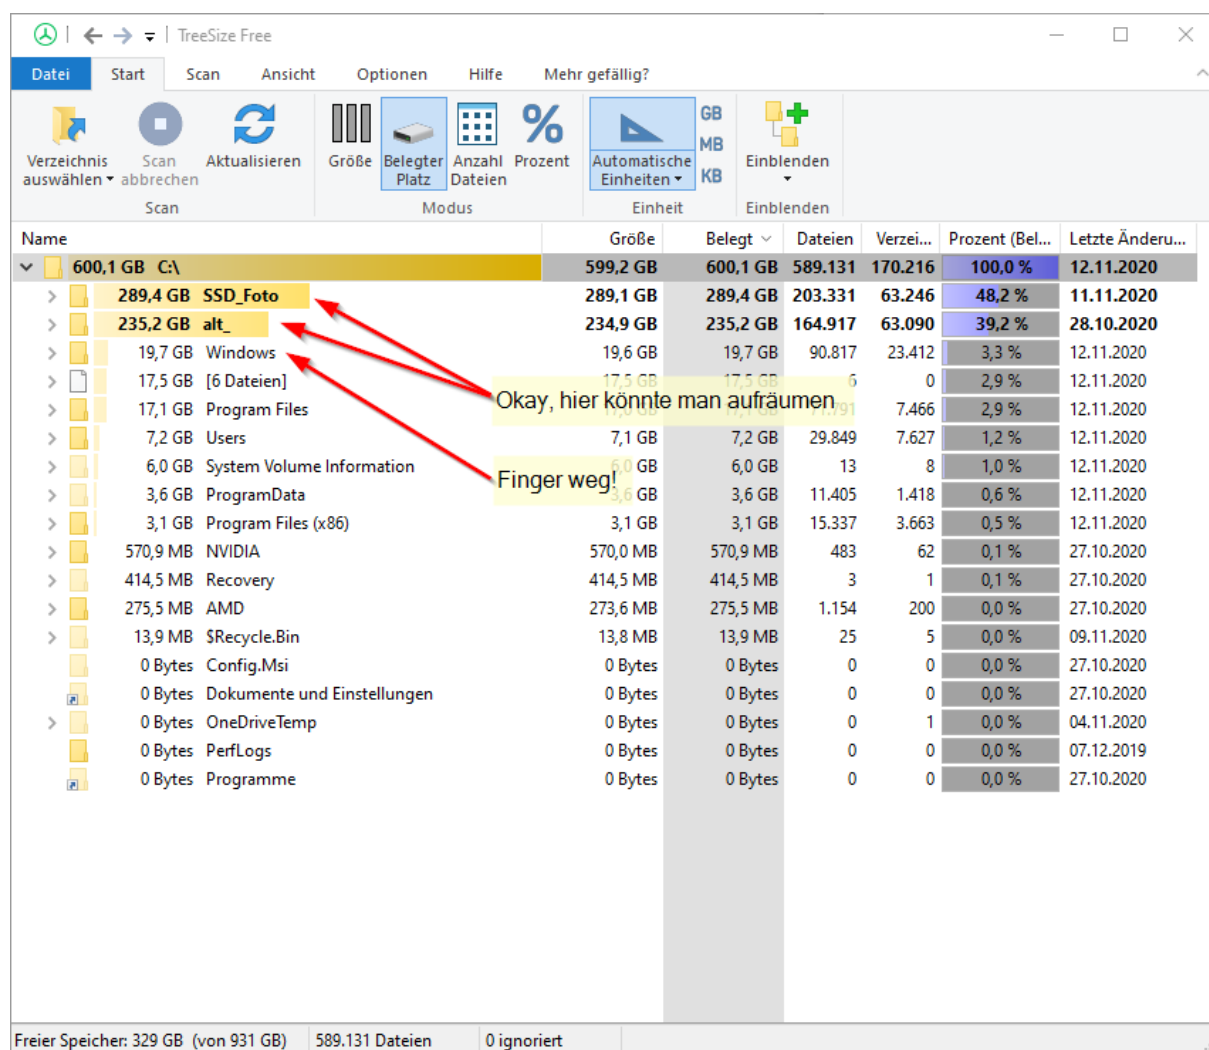 TreeSize Free
Datei Start Scan Ansicht Optionen Hilfe Mehr gefällig?
Verzeichnis auswählen Scan abbrechen Aktualisieren Größe Belegter Platz Anzahl Dateien Prozent Automatische Einheiten GB MB KB Einblenden
Scan Modus Einheit Einblenden
Name Größe Belegt Dateien Verzei... Prozent (Bel... Letzte Änderu...
600,1 GB C:\ 599,2 GB 600,1 GB 589.131 170.216 100,0 % 12.11.2020
289,4 GB SSD_Foto 289,1 GB 289,4 GB 203.331 63.246 48,2 % 11.11.2020
235,2 GB alt_ 234,9 GB 235,2 GB 164.917 63.090 39,2 % 28.10.2020
19,7 GB Windows 19,6 GB 19,7 GB 90.817 23.412 3,3 % 12.11.2020
17,5 GB [6 Dateien] 17,5 GB 17,5 GB 6 0 2,9 % 12.11.2020
Okay, hier könnte man aufräumen
17,1 GB Program Files 7.466 2,9 % 12.11.2020
7,2 GB Users 7,1 GB 7,2 GB 29.849 7.627 1,2 % 12.11.2020
6,0 GB System Volume Information 6,0 GB 6,0 GB 13 8 1,0 % 12.11.2020
Finger weg!
3,6 GB ProgramData 3,6 GB 3,6 GB 11.405 1.418 0,6 % 12.11.2020
3,1 GB Program Files (x86) 3,1 GB 3,1 GB 15.337 3.663 0,5 % 12.11.2020
570,9 MB NVIDIA 570,0 MB 570,9 MB 483 62 0,1 % 27.10.2020
414,5 MB Recovery 414,5 MB 414,5 MB 3 1 0,1 % 27.10.2020
275,5 MB AMD 273,6 MB 275,5 MB 1.154 200 0,0 % 27.10.2020
13,9 MB $Recycle.Bin 13,8 MB 13,9 MB 25 5 0,0 % 09.11.2020
0 Bytes Config.Msi 0 Bytes 0 Bytes 0 0 0,0 % 27.10.2020
0 Bytes Dokumente und Einstellungen 0 Bytes 0 Bytes 0 0 0,0 % 27.10.2020
0 Bytes OneDriveTemp 0 Bytes 0 Bytes 0 1 0,0 % 04.11.2020
0 Bytes PerfLogs 0 Bytes 0 Bytes 0 0 0,0 % 07.12.2019
0 Bytes Programme 0 Bytes 0 Bytes 0 0 0,0 % 27.10.2020
Freier Speicher: 329 GB (von 931 GB) 589.131 Dateien 0 ignoriert